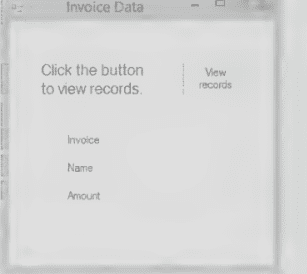 Invoice Data
Click the button
to view records.
View
records
Invoice
Name
Amount